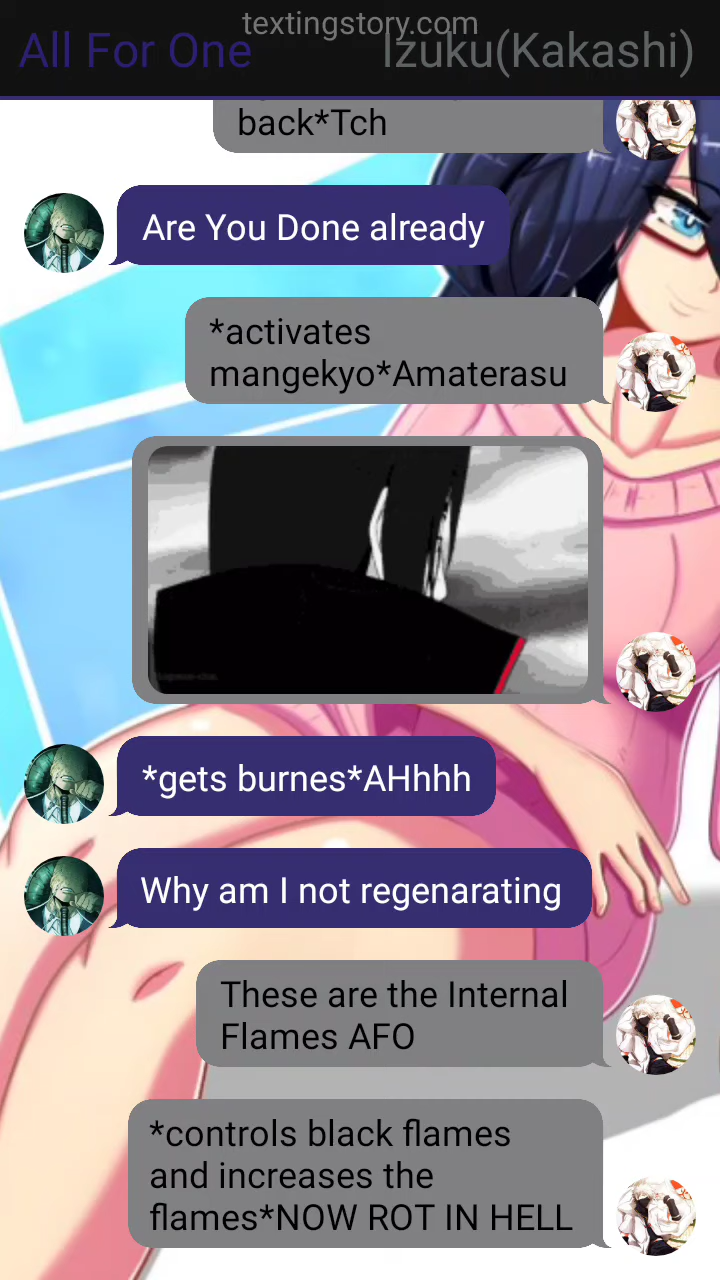 textingstory.com
All For One
Izuku(Kakashi)
back*Tch
Are You Done already
*activates
mangekyo*Amaterasu
*gets burnes*AHhhh
Why am I not regenarating
These are the Internal
Flames AFO
*controls black flames
and increases the
flames*NOW ROT IN HELL